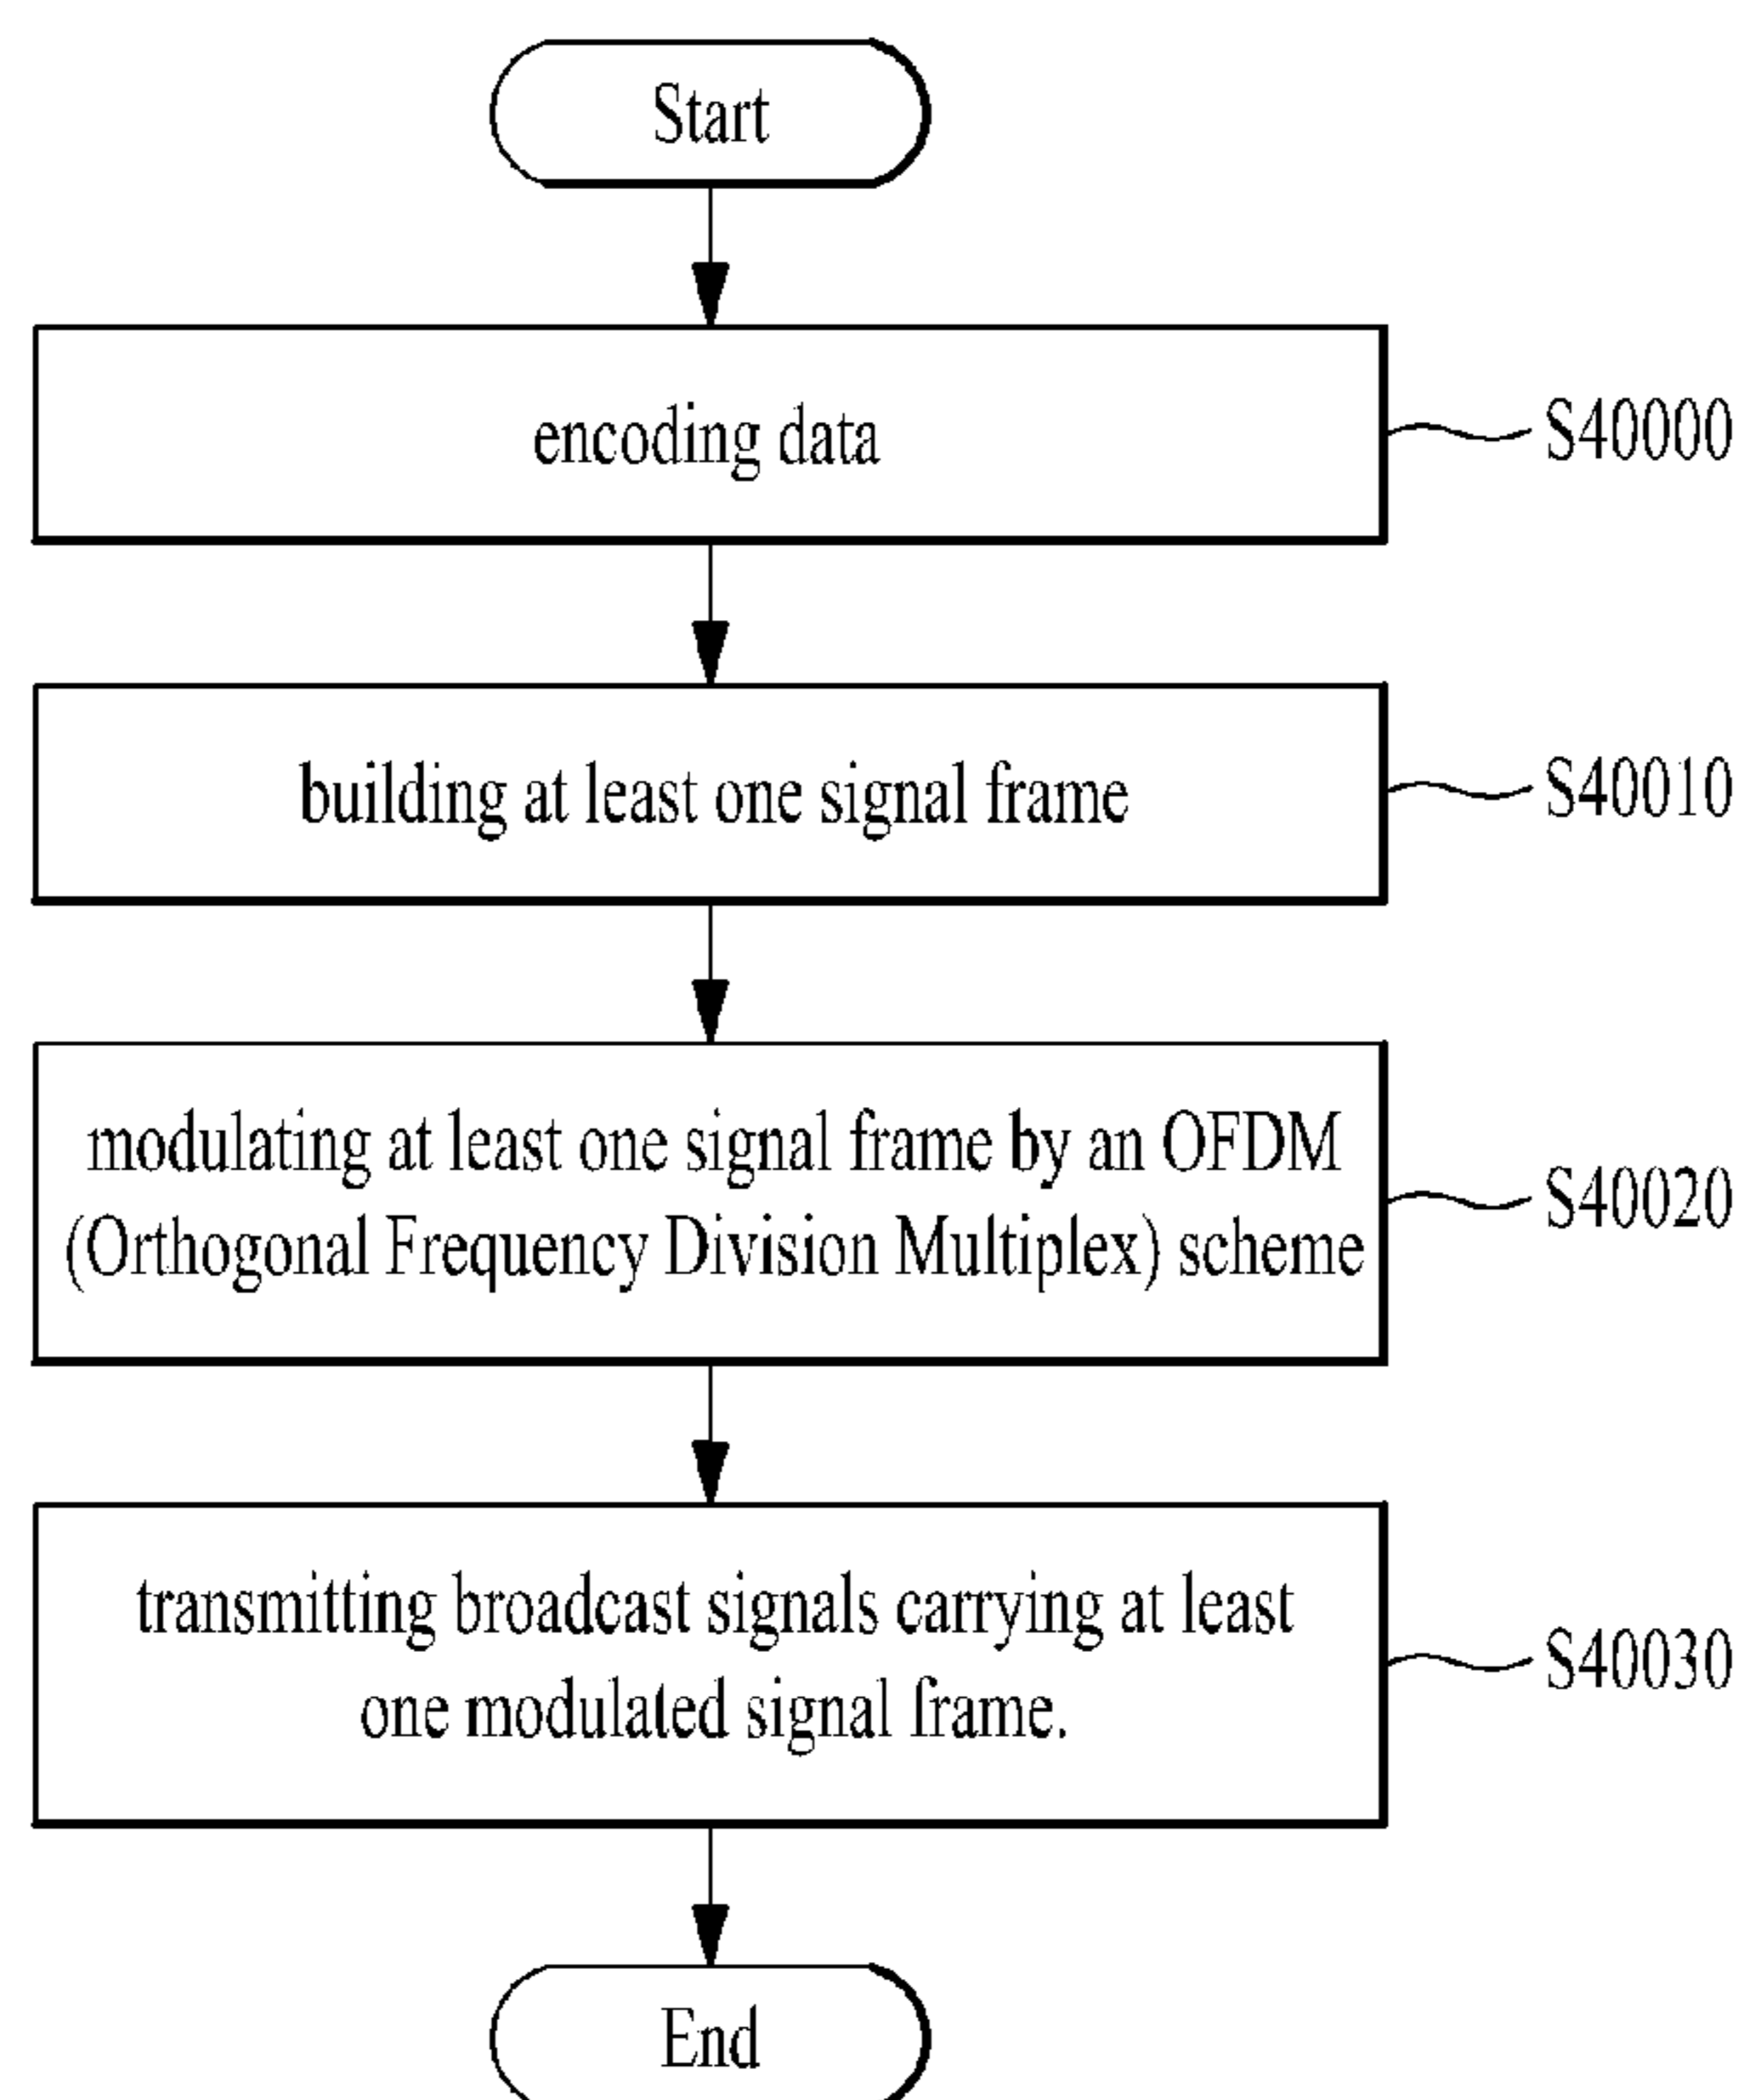 Start
encoding data
S40000
building at least one signal frame
S40010
modulating at least one signal frame by an OFDM
(Orthogonal Frequency Division Multiplex) scheme
S40020
transmitting broadcast signals carrying at least
one modulated signal frame.
S40030
End